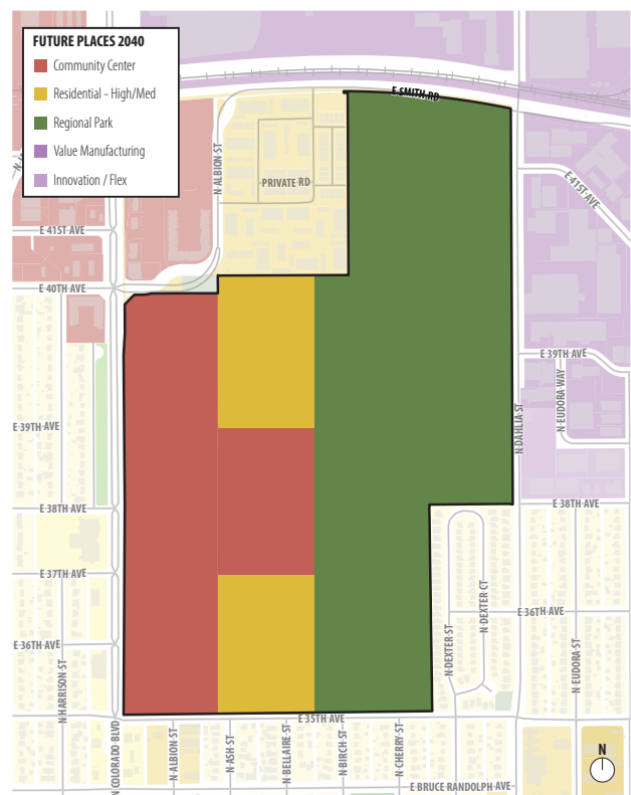 FUTURE PLACES 2040
Community Center
Residential - High/Med
Regional Park
Value Manufacturing
Innovation / Flex
E SMITH RD
N ALBION ST
PRIVATE RD
E 41ST AVE
E 41ST AVE
E 40TH AVE
E 39TH AVE
N EUDORA WAY
N DAHLIA ST
E 39TH AVE
E 38TH AVE
E 38TH AVE
E 37TH AVE
E 36TH AVE
N DEXTER CT
N DEXTER ST
E 36TH AVE
N EUDORA ST
N HARRISON ST
E 35TH AVE
N COLORADO BLVD
N ALBION ST
N ASH ST
N BELLAIRE ST
N BIRCH ST
N CHERRY ST
E BRUCE RANDOLPH AVE
N